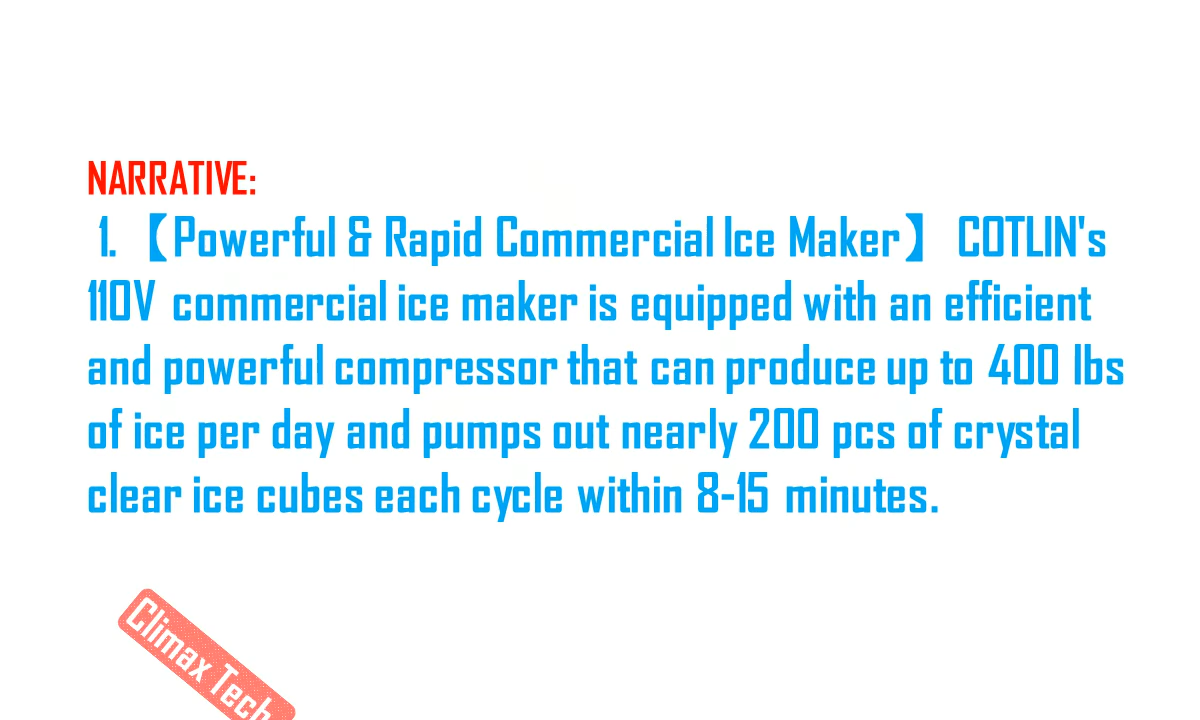 NARRATIVE:
1.【Powerful & Rapid Commercial Ice Maker】 COTLIN's
110V commercial ice maker is equipped with an efficient
and powerful compressor that can produce up to 400 lbs
of ice per day and pumps out nearly 200 pcs of crystal
clear ice cubes each cycle within 8-15 minutes.
Climax Tech